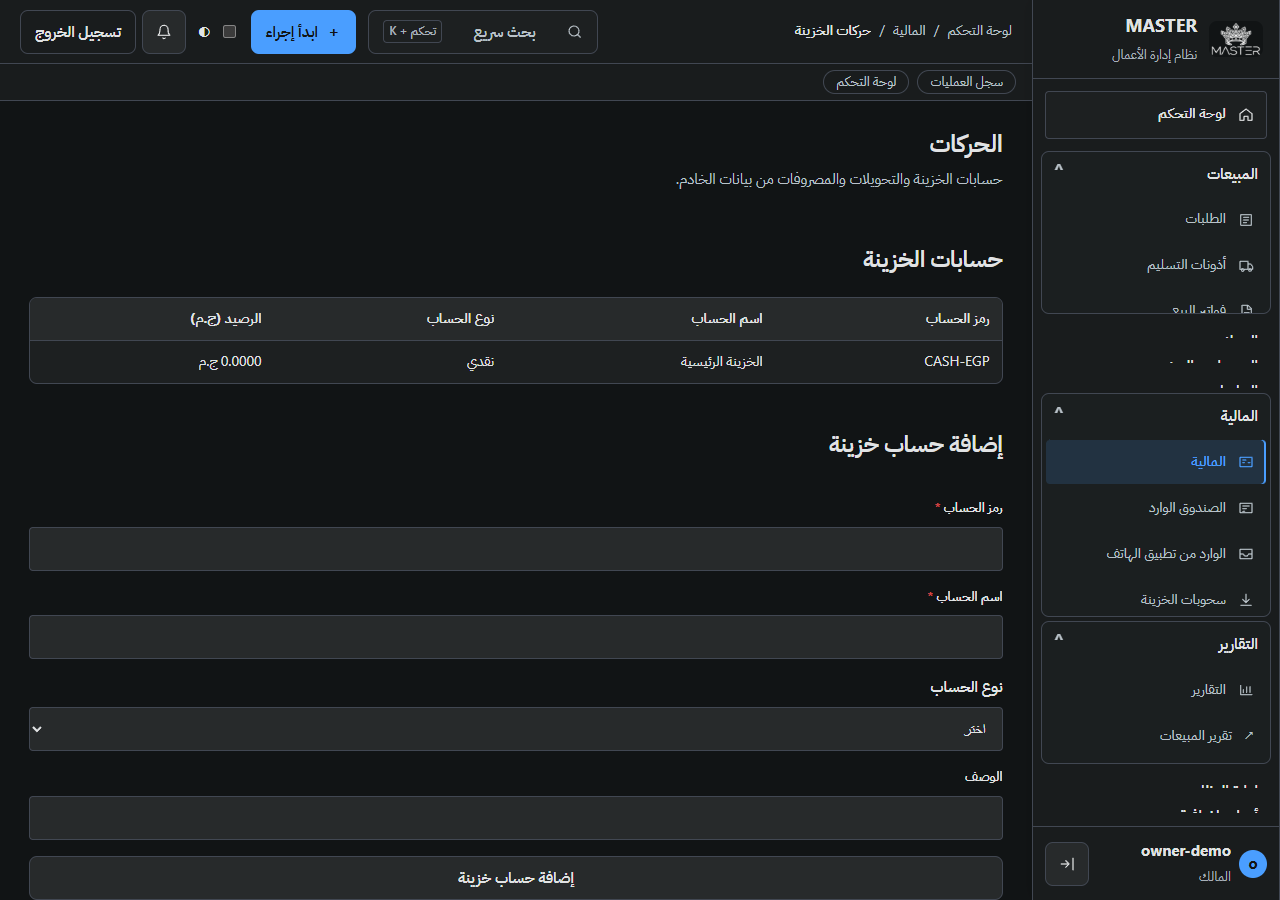 MASTER
نظام إدارة الأعمال
MASTER
لوحة التحكم
المبيعات
^
الطلبات
أذونات التسليم
فواتير البيع
المالية
^
المالية
الصندوق الوارد
الوارد من تطبيق الهاتف
سحوبات الخزينة
التقارير
^
التقارير
تقرير المبيعات
owner-demo
المالك
o
لوحة التحكم / المالية / حركات الخزينة
بحث سريع
تحكم + K
+ ابدأ إجراء
تسجيل الخروج
سجل العمليات
لوحة التحكم
الحركات
حسابات الخزينة والتحويلات والمصروفات من بيانات الخادم.
حسابات الخزينة
رمز الحساب اسم الحساب نوع الحساب الرصيد (ج.م)
CASH-EGP الخزينة الرئيسية نقدي 0.0000 ج.م
إضافة حساب خزينة
رمز الحساب *
اسم الحساب *
نوع الحساب
اختر
الوصف
إضافة حساب خزينة